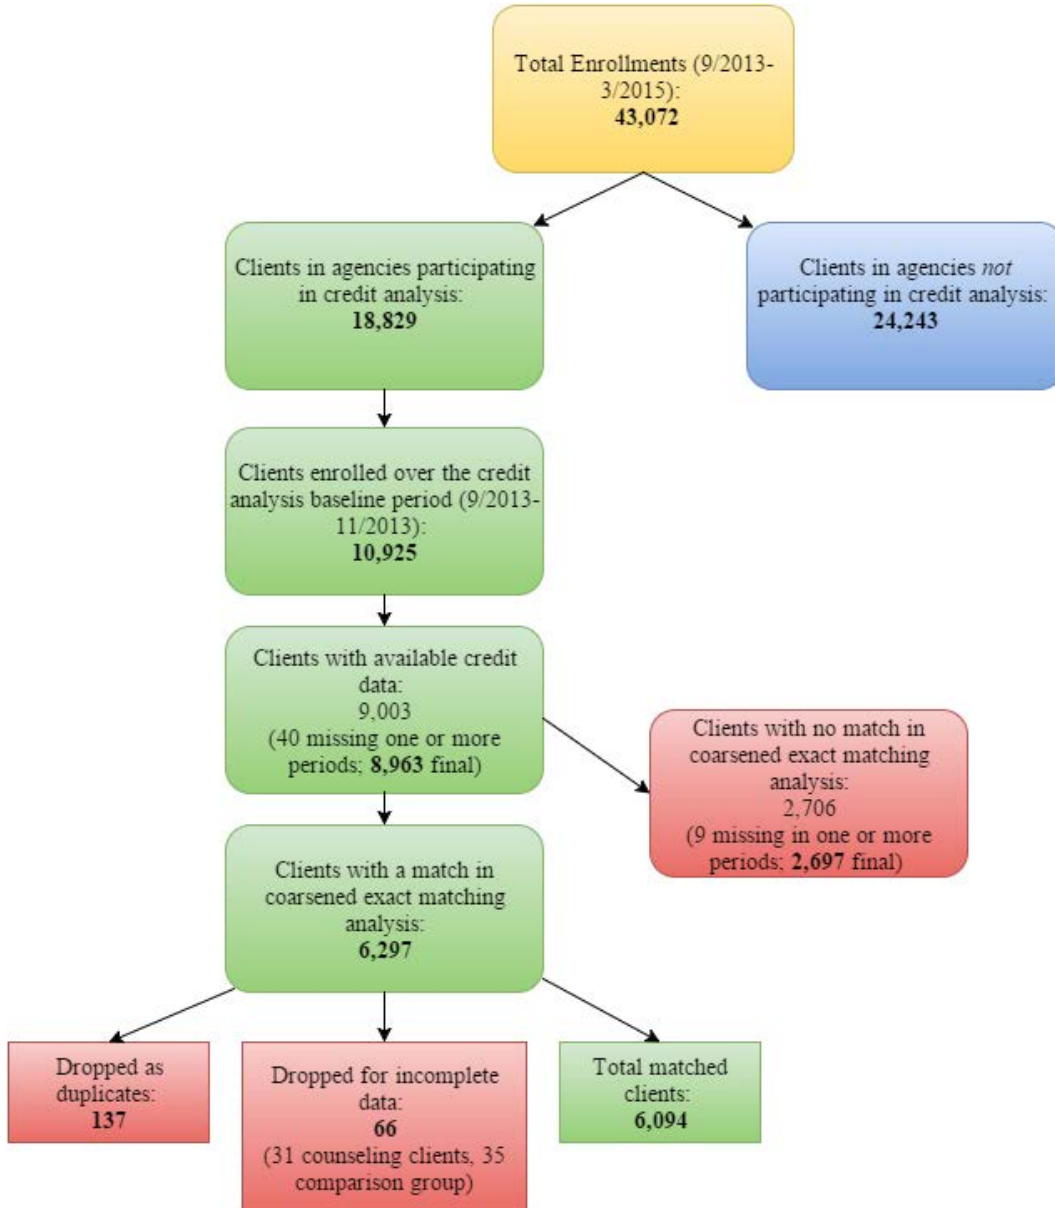 Total Enrollments (9/2013-
3/2015):
43,072
Clients in agencies participating
in credit analysis:
18,829
Clients in agencies not
participating in credit analysis:
24,243
Clients enrolled over the credit
analysis baseline period (9/2013-
11/2013):
10,925
Clients with available credit
data:
9,003
(40 missing one or more
periods; 8,963 final)
Clients with no match in
coarsened exact matching
analysis:
2,706
(9 missing in one or more
periods; 2,697 final)
Clients with a match in
coarsened exact matching
analysis:
6,297
Dropped as
duplicates:
137
Dropped for incomplete
data:
66
(31 counseling clients, 35
comparison group)
Total matched
clients:
6,094